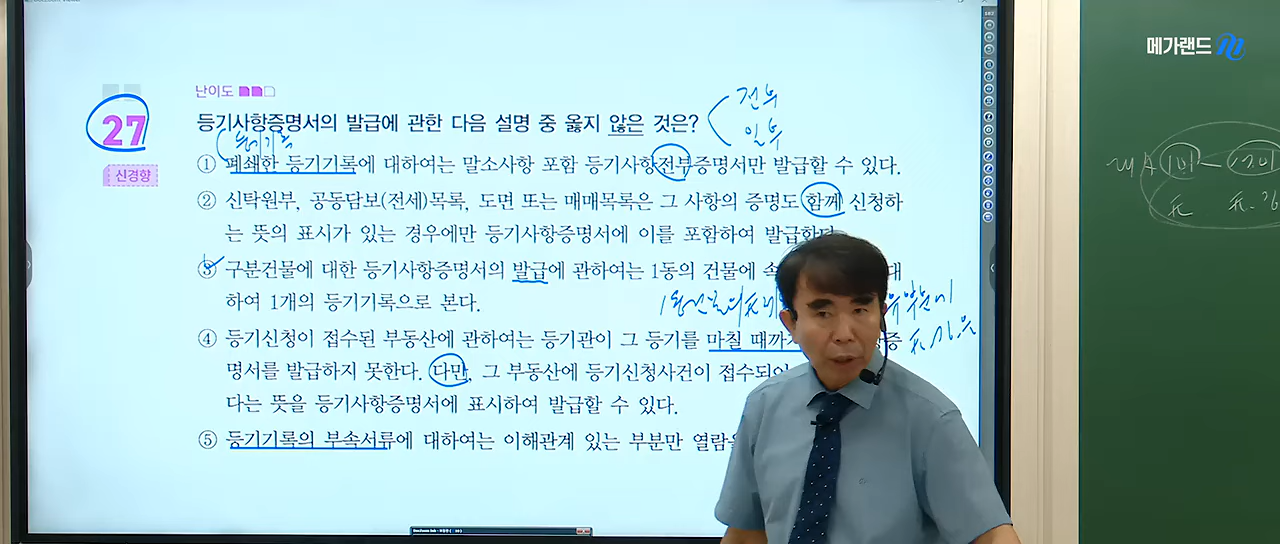 메가랜드
난이도
27
신경향
등기사항증명서의 발급에 관한 다음 설명 중 옳지 않은 것은?
전부
일부
① 폐쇄한 등기기록에 대하여는 말소사항 포함 등기사항전부증명서만 발급할 수 있다.
② 신탁원부, 공동담보(전세)목록, 도면 또는 매매목록은 그 사항의 증명도 함께 신청하
는 뜻의 표시가 있는 경우에만 등기사항증명서에 이를 포함하여 발급한다.
③ 구분건물에 대한 등기사항증명서의 발급에 관하여는 1동의 건물에 속 대
하여 1개의 등기기록으로 본다.
④ 등기신청이 접수된 부동산에 관하여는 등기관이 그 등기를 마칠 때까지 증
명서를 발급하지 못한다. 다만, 그 부동산에 등기신청사건이 접수되어
다는 뜻을 등기사항증명서에 표시하여 발급할 수 있다.
⑤ 등기기록의 부속서류에 대하여는 이해관계 있는 부분만 열람을